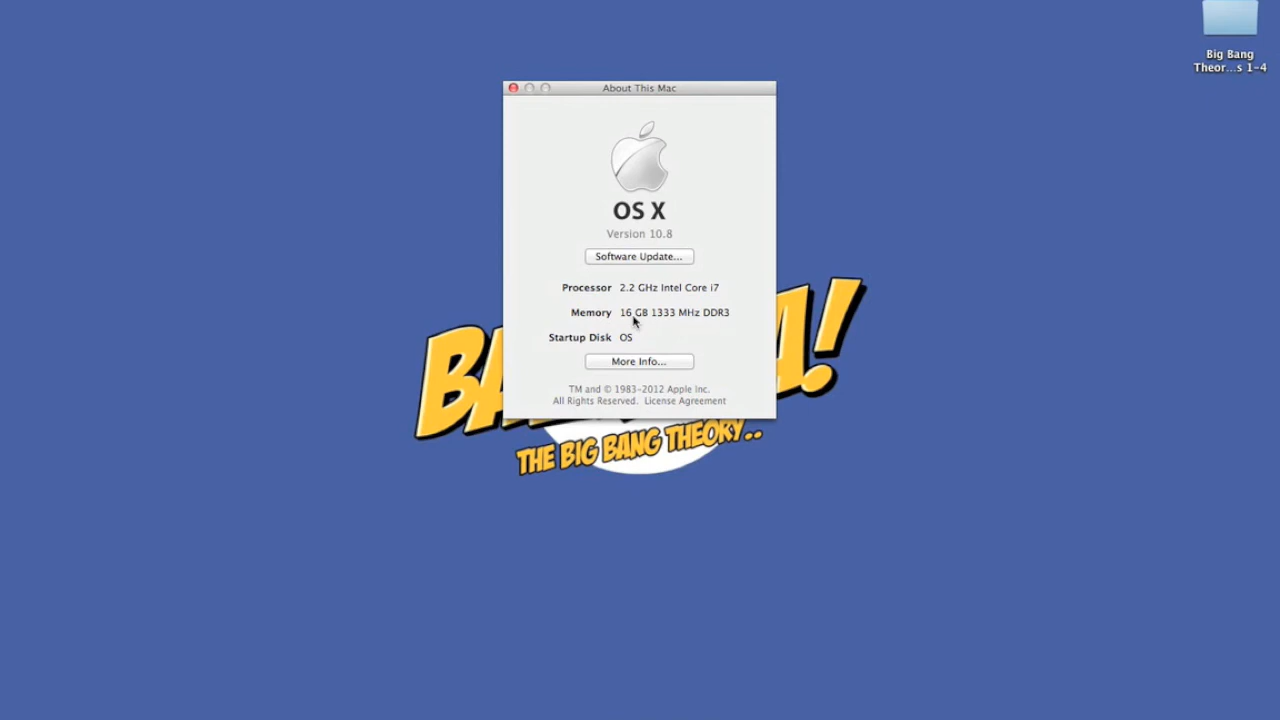 Big Bang
Theor...s 1-4
About This Mac
OS X
Version 10.8
Software Update...
Processor 2.2 GHz Intel Core i7
Memory 16 GB 1333 MHz DDR3
Startup Disk OS
More Info...
TM and © 1983-2012 Apple Inc.
All Rights Reserved. License Agreement
THE BIG BANG THEORY..